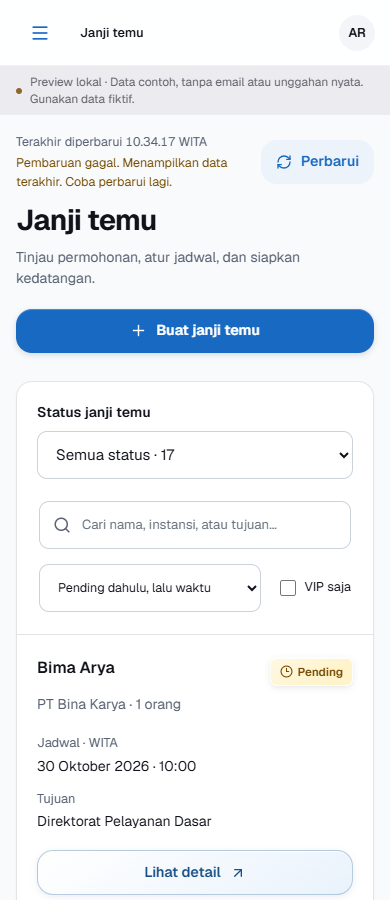 Janji temu
AR
Preview lokal · Data contoh, tanpa email atau unggahan nyata.
Gunakan data fiktif.
Terakhir diperbarui 10.34.17 WITA
Pembaruan gagal. Menampilkan data
terakhir. Coba perbarui lagi.
Perbarui
Janji temu
Tinjau permohonan, atur jadwal, dan siapkan
kedatangan.
Buat janji temu
Status janji temu
Semua status · 17
Cari nama, instansi, atau tujuan...
Pending dahulu, lalu waktu
VIP saja
Bima Arya
Pending
PT Bina Karya · 1 orang
Jadwal · WITA
30 Oktober 2026 · 10:00
Tujuan
Direktorat Pelayanan Dasar
Lihat detail